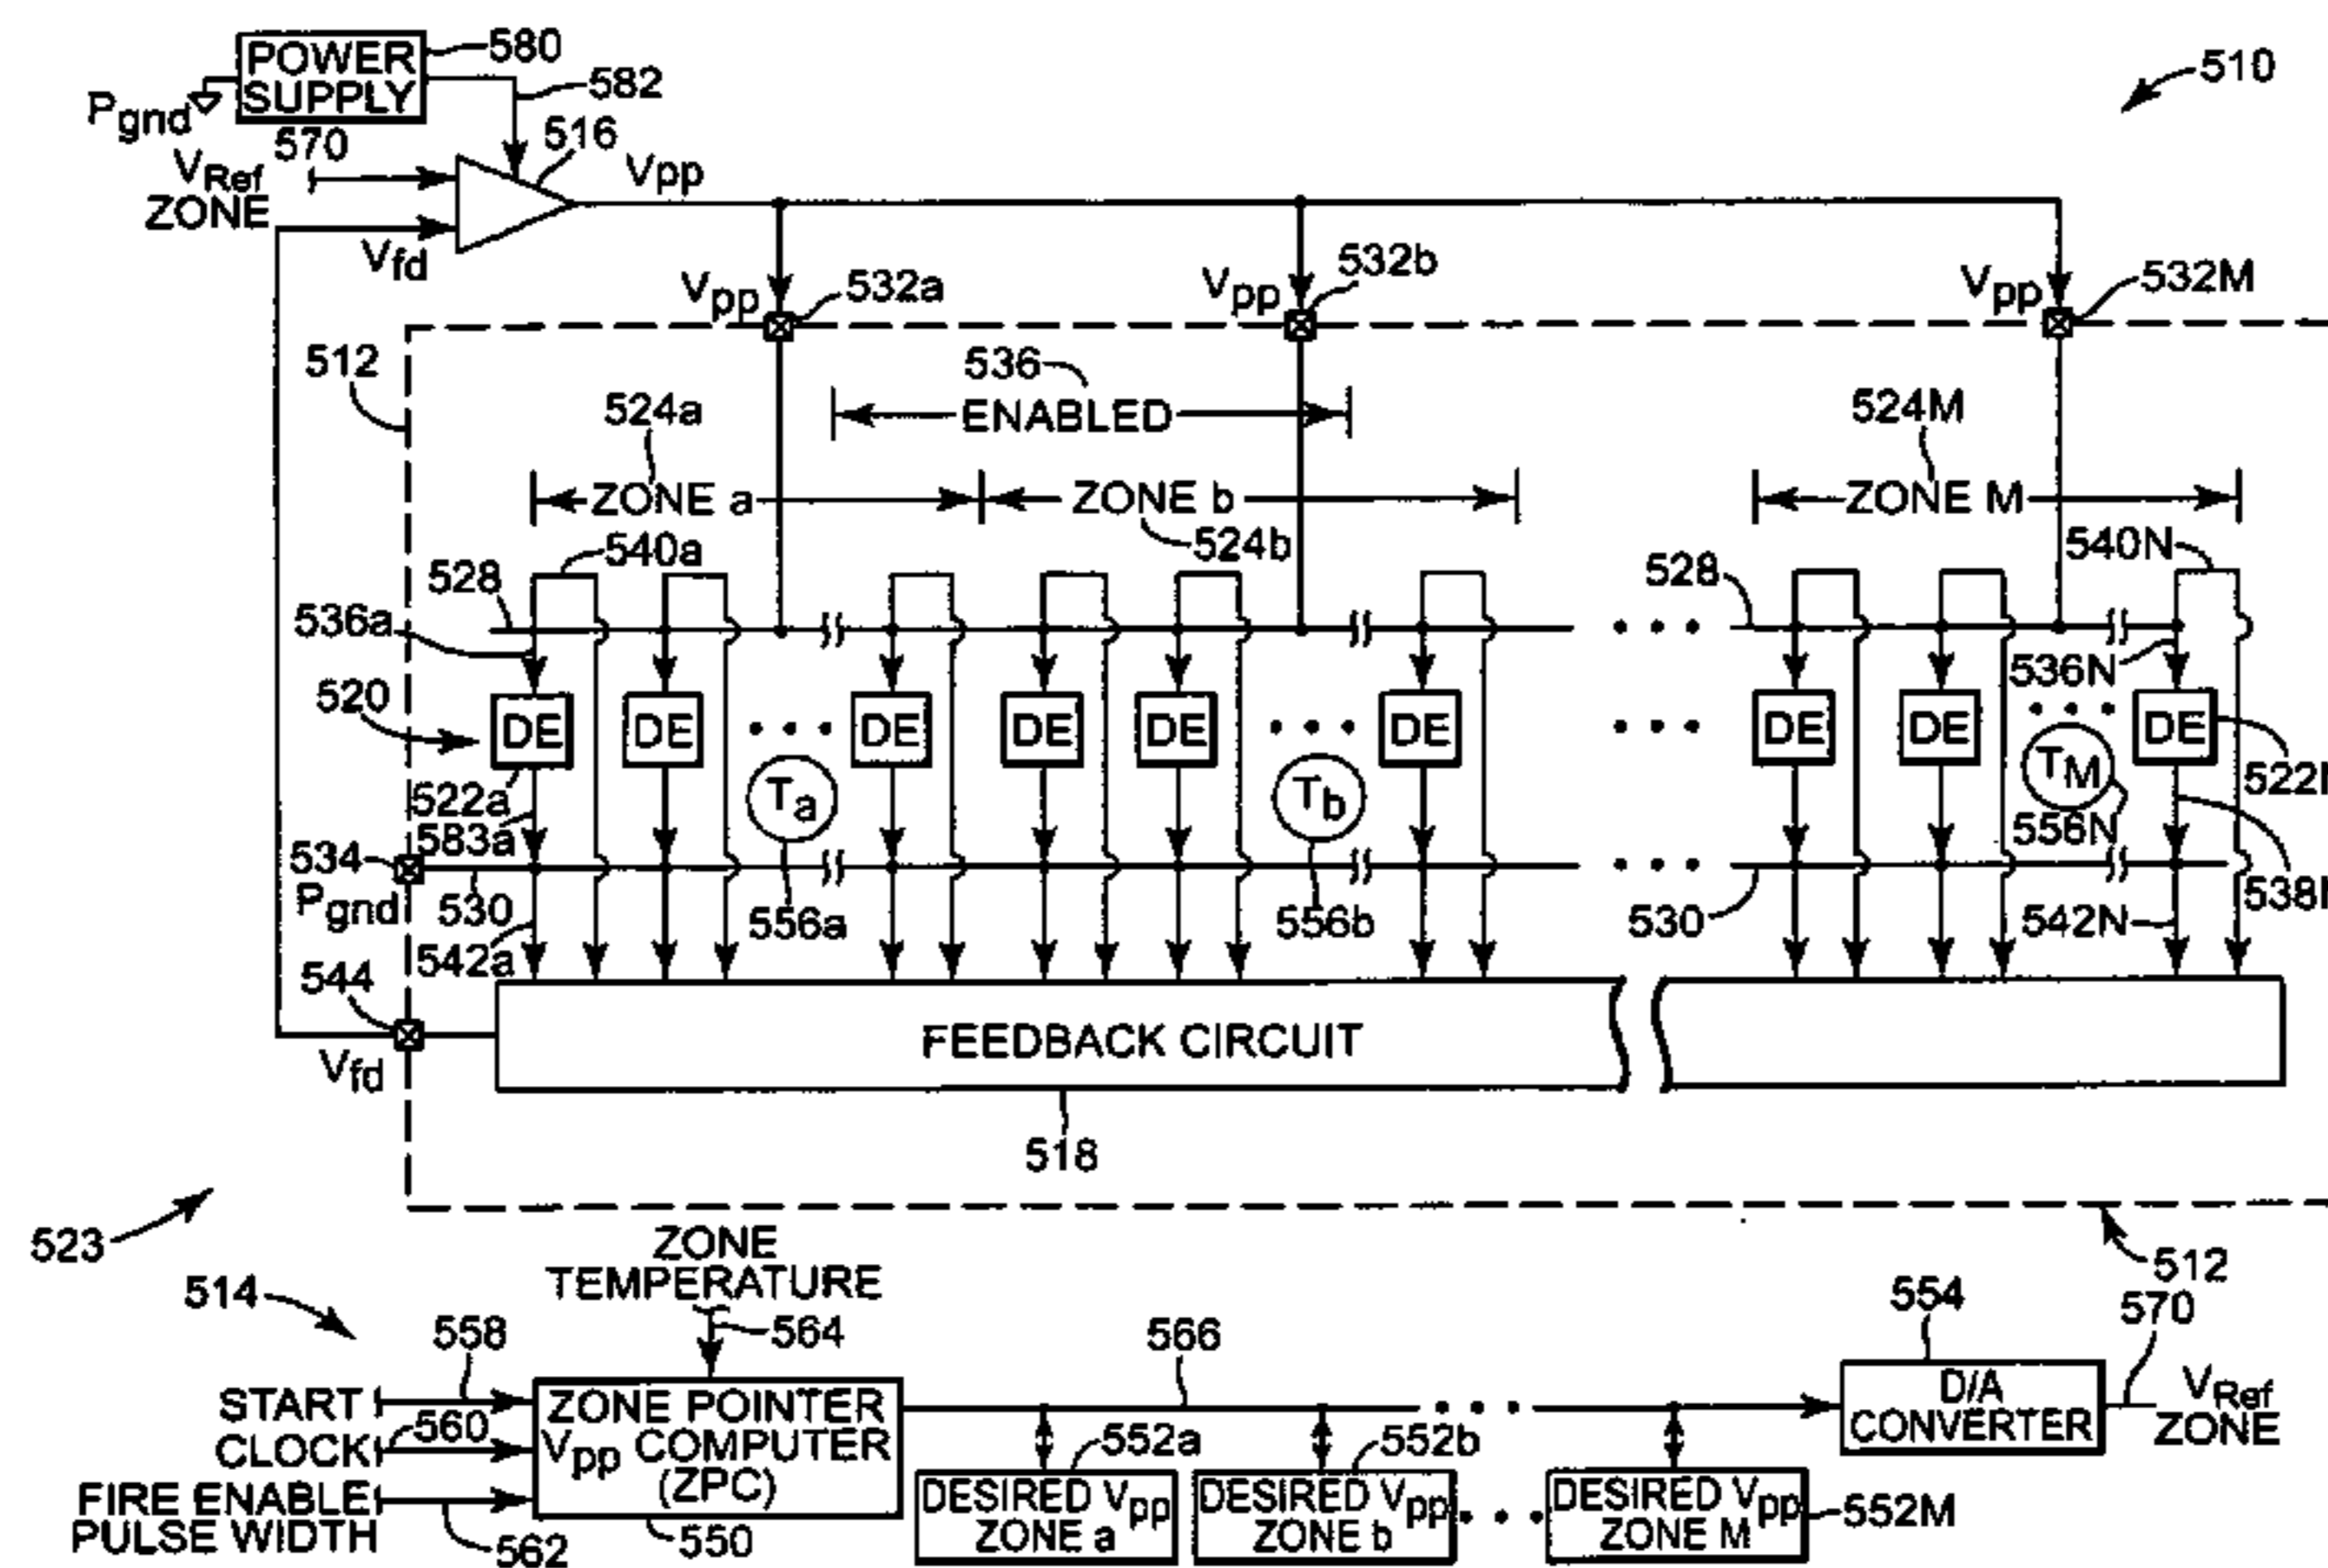 POWER SUPPLY
580
582
Pgnd
570
516
VRef ZONE
Vpp
Vfd
510
Vpp
532a
Vpp
532b
Vpp
532M
512
536
ENABLED
524a
524M
ZONE a
ZONE b
ZONE M
524b
540a
540N
528
528
536a
536N
520
DE
DE
DE
DE
DE
DE
DE
DE
DE
522a
Ta
Tb
TM
583a
556N
534
Pgnd
530
542a
556a
556b
530
542N
544
Vfd
FEEDBACK CIRCUIT
518
523
512
514
ZONE TEMPERATURE
564
558
START
560
CLOCK
FIRE ENABLE PULSE WIDTH
562
ZONE POINTER
Vpp COMPUTER
(ZPC)
550
566
552a
DESIRED Vpp
ZONE a
552b
DESIRED Vpp
ZONE b
DESIRED Vpp
ZONE M
552M
554
D/A
CONVERTER
570
VRef
ZONE